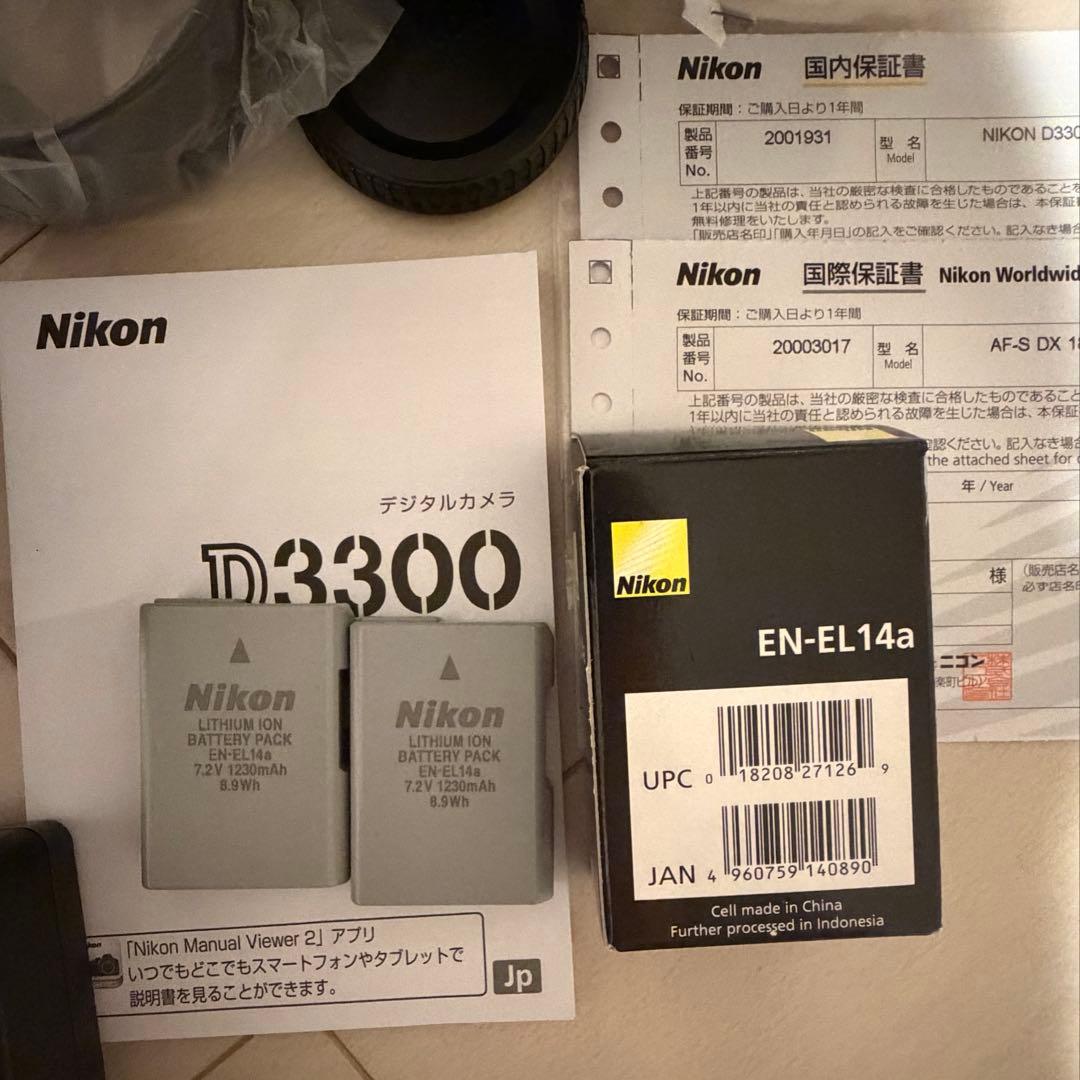 Nikon 国内保証書
保証期間：ご購入日より1年間
製品番号 No.
2001931
型 名 Model
NIKON D330
上記番号の製品は、当社の厳密な検査に合格したものであることを
1年以内に当社の責任と認められる故障を生じた場合は、本保証
無料修理をいたします。
「販売店名印」「購入年月日」の記入をご確認ください。記入なき場合
Nikon 国際保証書 Nikon Worldwid
保証期間：ご購入日より1年間
製品番号 No.
20003017
型 名 Model
AF-S DX 18
上記番号の製品は、当社の厳密な検査に合格したものであること
1年以内に当社の責任と認められる故障を生じた場合は、本保証
ください。記入なき場合
the attached sheet for
年 / Year
様
（販売店名
必ず店名
ニコン
Nikon
デジタルカメラ
D3300
Nikon
LITHIUM ION
BATTERY PACK
EN-EL14a
7.2V 1230mAh
8.9Wh
Nikon
LITHIUM ION
BATTERY PACK
EN-EL14a
7.2V 1230mAh
8.9Wh
「Nikon Manual Viewer 2」アプリ
いつでもどこでもスマートフォンやタブレットで
説明書を見ることができます。
Jp
Nikon
EN-EL14a
UPC 0 18208 27126 9
JAN 4 960759 140890
Cell made in China
Further processed in Indonesia